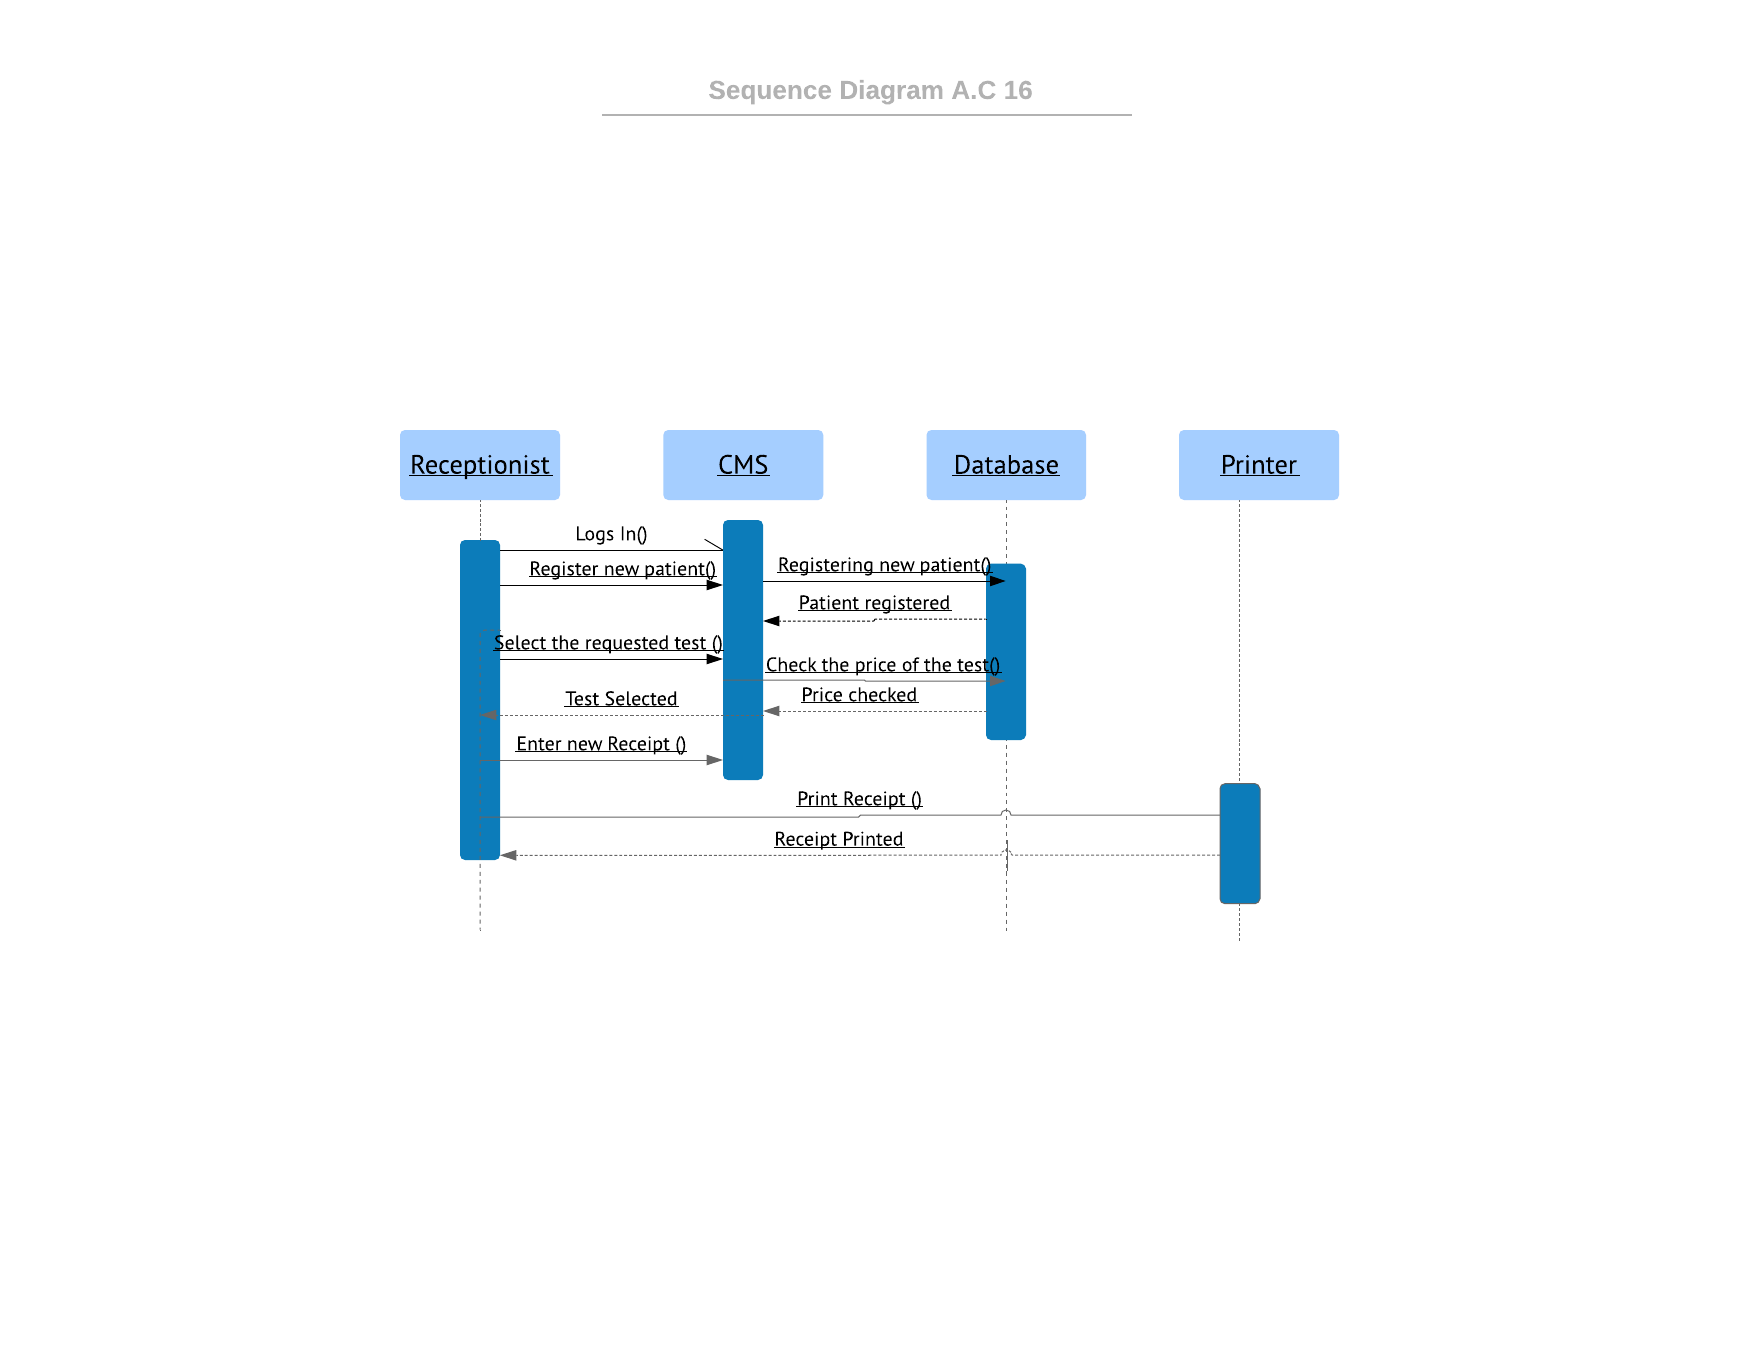 Sequence Diagram A.C 16
Receptionist
CMS
Database
Printer
Logs In()
Register new patient()
Registering new patient()
Patient registered
Select the requested test ()
Check the price of the test()
Test Selected
Price checked
Enter new Receipt ()
Print Receipt ()
Receipt Printed